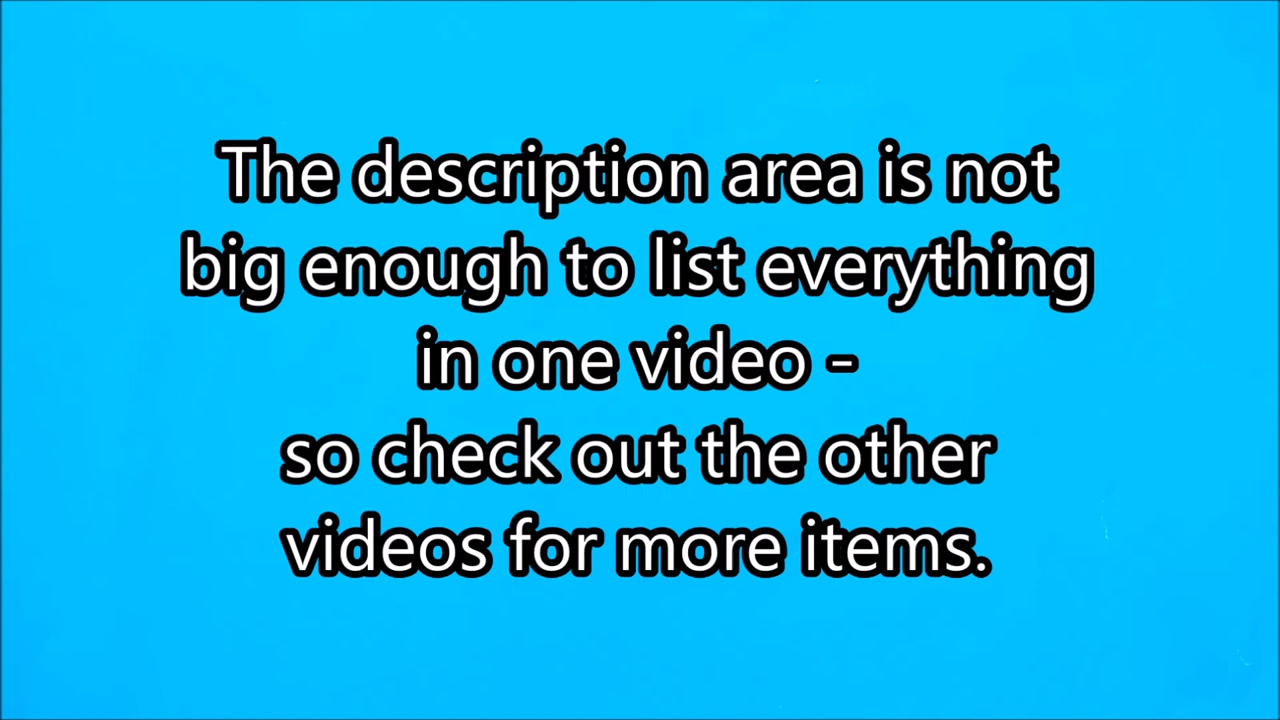 The description area is not
big enough to list everything
in one video -
so check out the other
videos for more items.